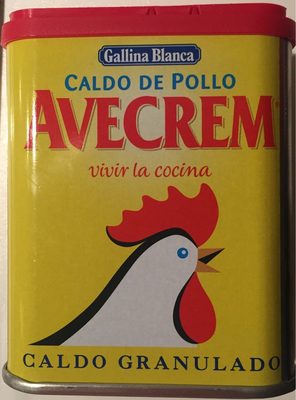 Gallina Blanca
CALDO DE POLLO
AVECREM
vivir la cocina
CALDO GRANULADO